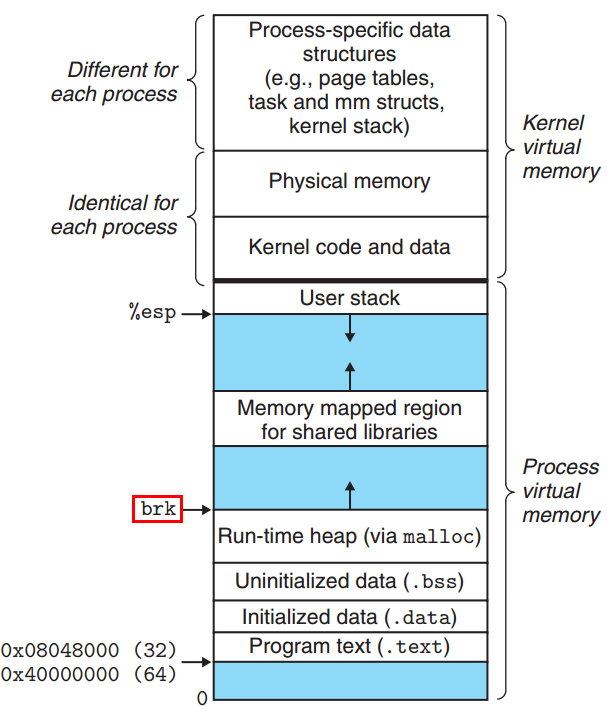 Process-specific data
structures
(e.g., page tables,
task and mm structs,
kernel stack)
Different for
each process
Kernel
virtual
memory
Physical memory
Identical for
each process
Kernel code and data
User stack
%esp
Memory mapped region
for shared libraries
Process
virtual
memory
brk
Run-time heap (via malloc)
Uninitialized data (.bss)
Initialized data (.data)
Program text (.text)
0x08048000 (32)
0x40000000 (64)
0